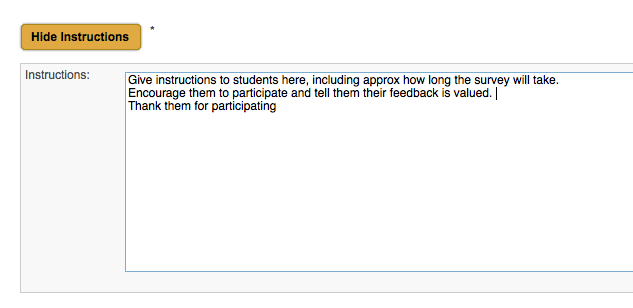 Hide Instructions *
Instructions:
Give instructions to students here, including approx how long the survey will take.
Encourage them to participate and tell them their feedback is valued.
Thank them for participating